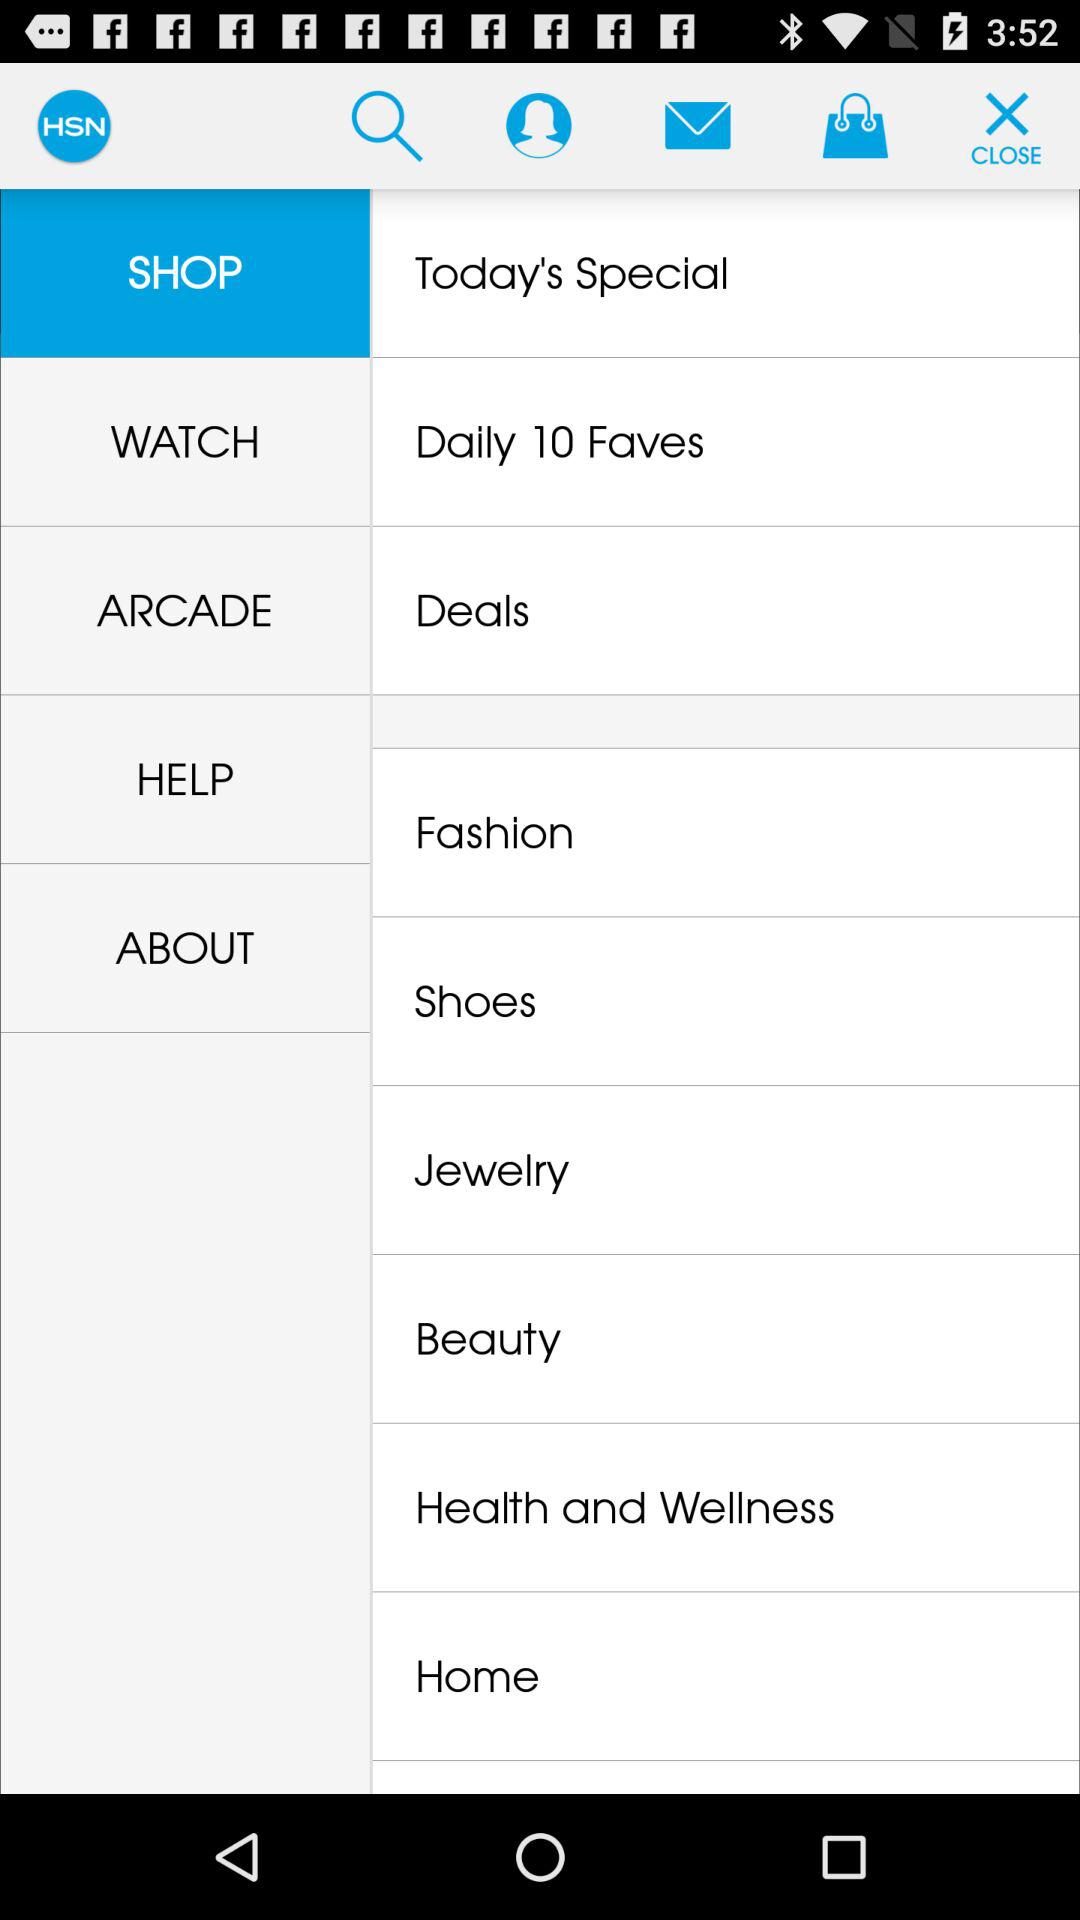 3:52
HSN
CLOSE
SHOP
WATCH
ARCADE
HELP
ABOUT
Today's Special
Daily 10 Faves
Deals
Fashion
Shoes
Jewelry
Beauty
Health and Wellness
Home